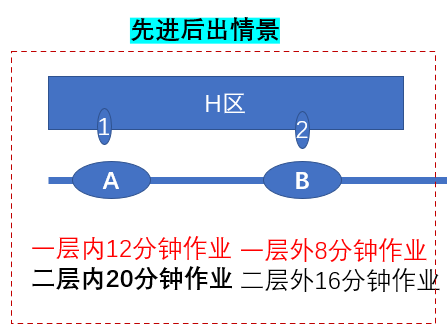 先进后出情景
H区
1 2
A B
一层内12分钟作业 一层外8分钟作业
二层内20分钟作业 二层外16分钟作业